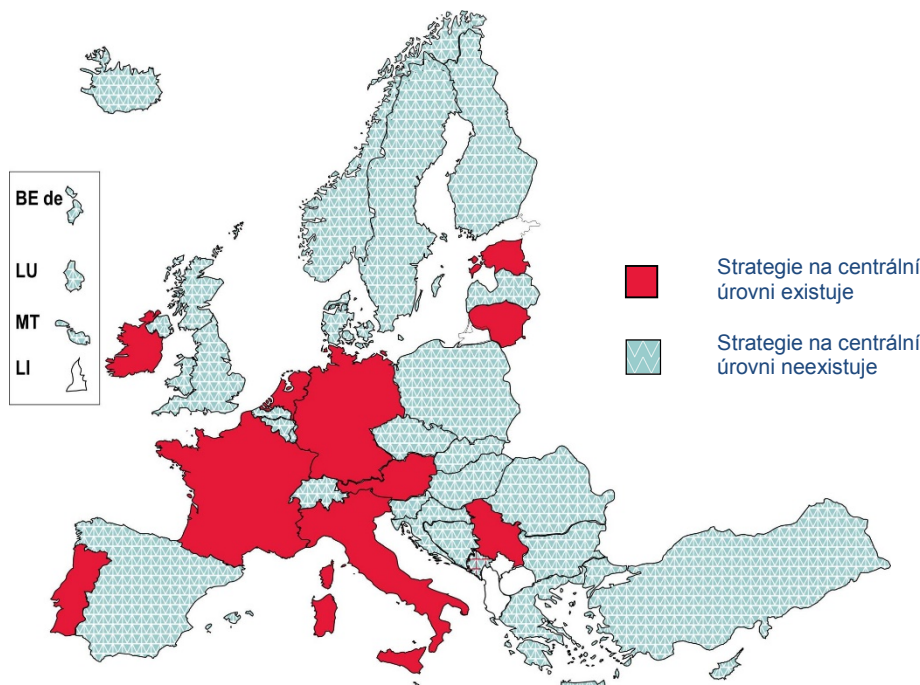 BE de
LU
MT
LI
Strategie na centrální
úrovni existuje
Strategie na centrální
úrovni neexistuje